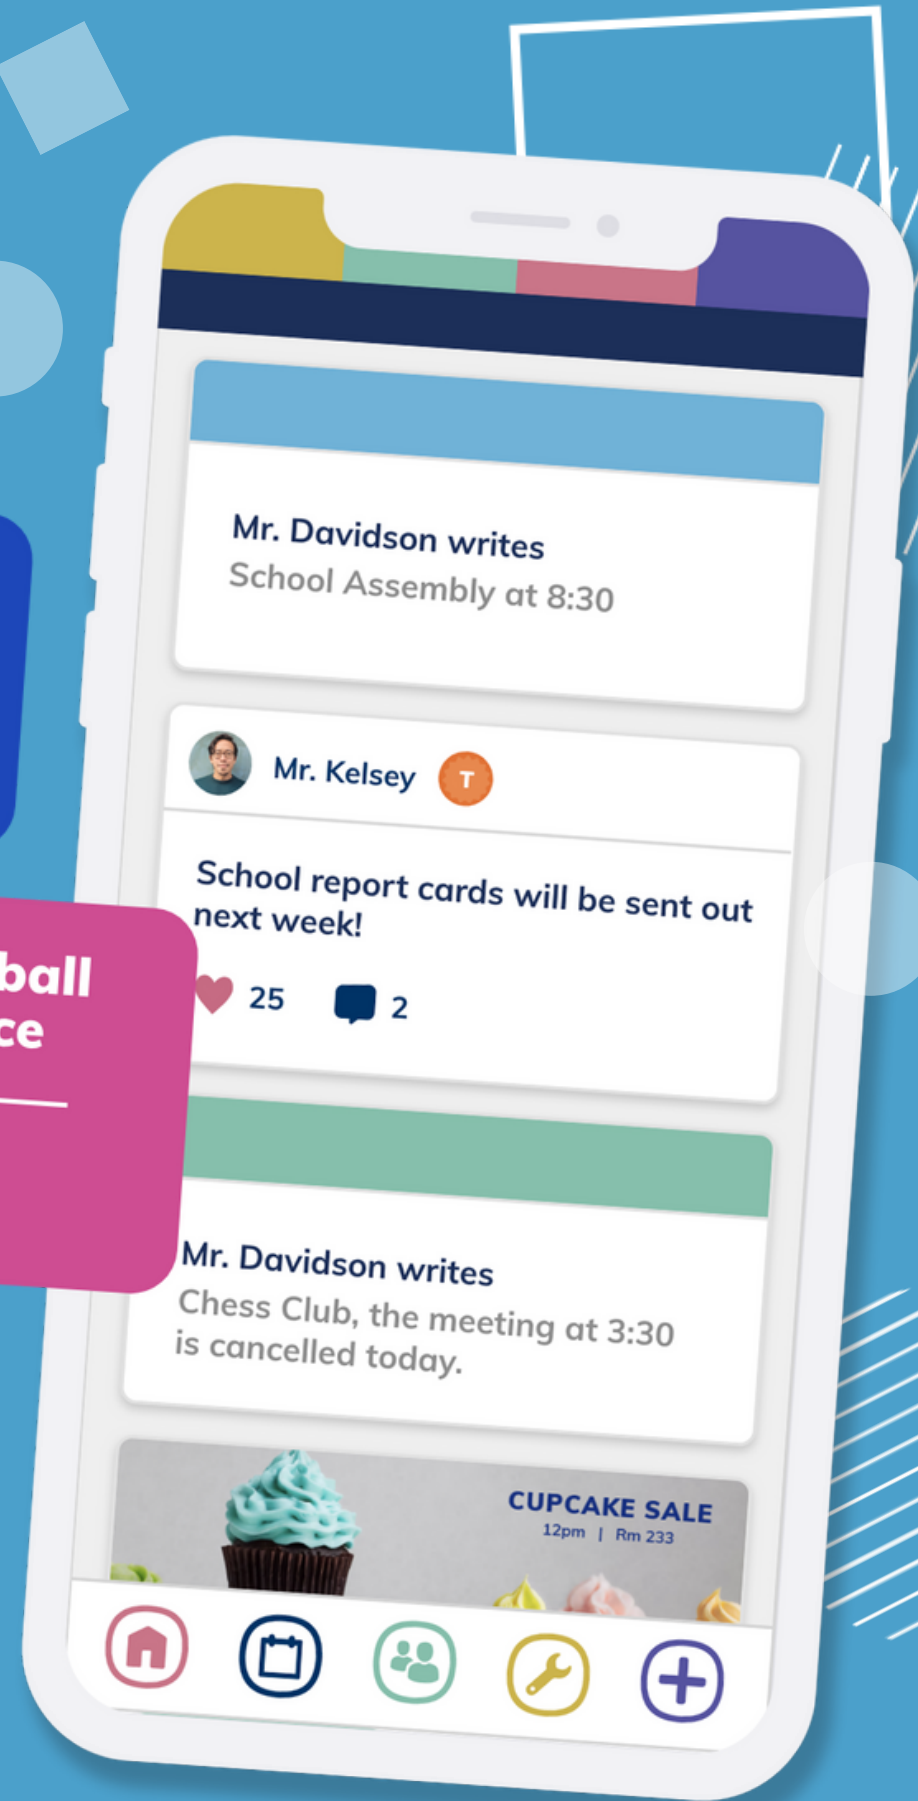 Mr. Davidson writes
School Assembly at 8:30
Mr. Kelsey T
School report cards will be sent out
next week!
25 2
ball
ce
Mr. Davidson writes
Chess Club, the meeting at 3:30
is cancelled today.
CUPCAKE SALE
12pm | Rm 233